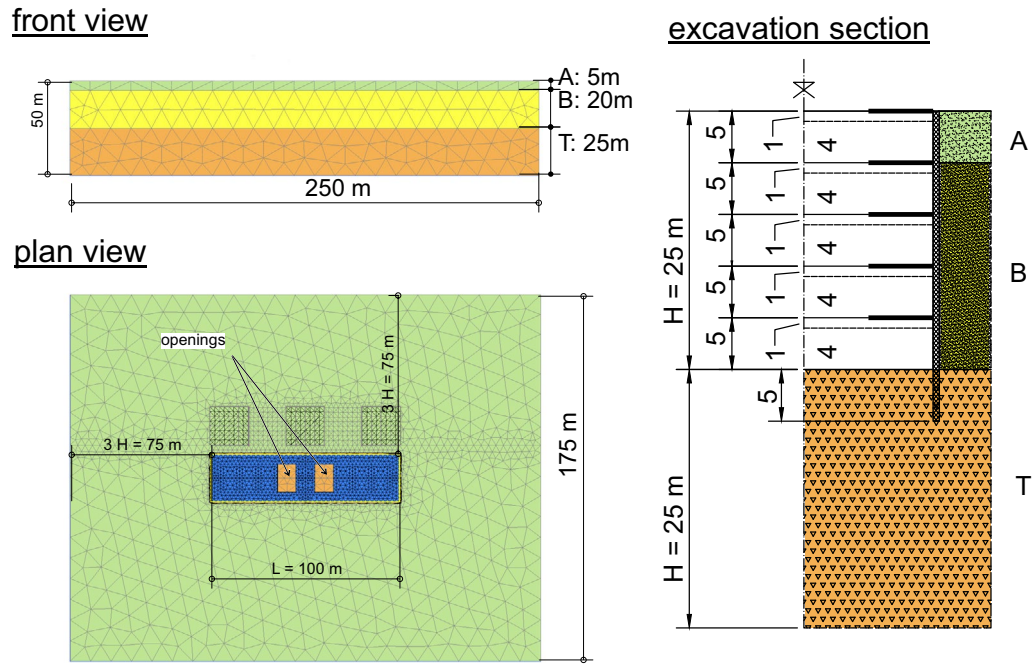 front view
50 m
A: 5m
B: 20m
T: 25m
250 m
plan view
openings
3 H = 75 m
3 H = 75 m
L = 100 m
175 m
excavation section
H = 25 m
5
1
4
A
5
1
4
5
1
4
B
5
1
4
5
1
4
5
H = 25 m
T